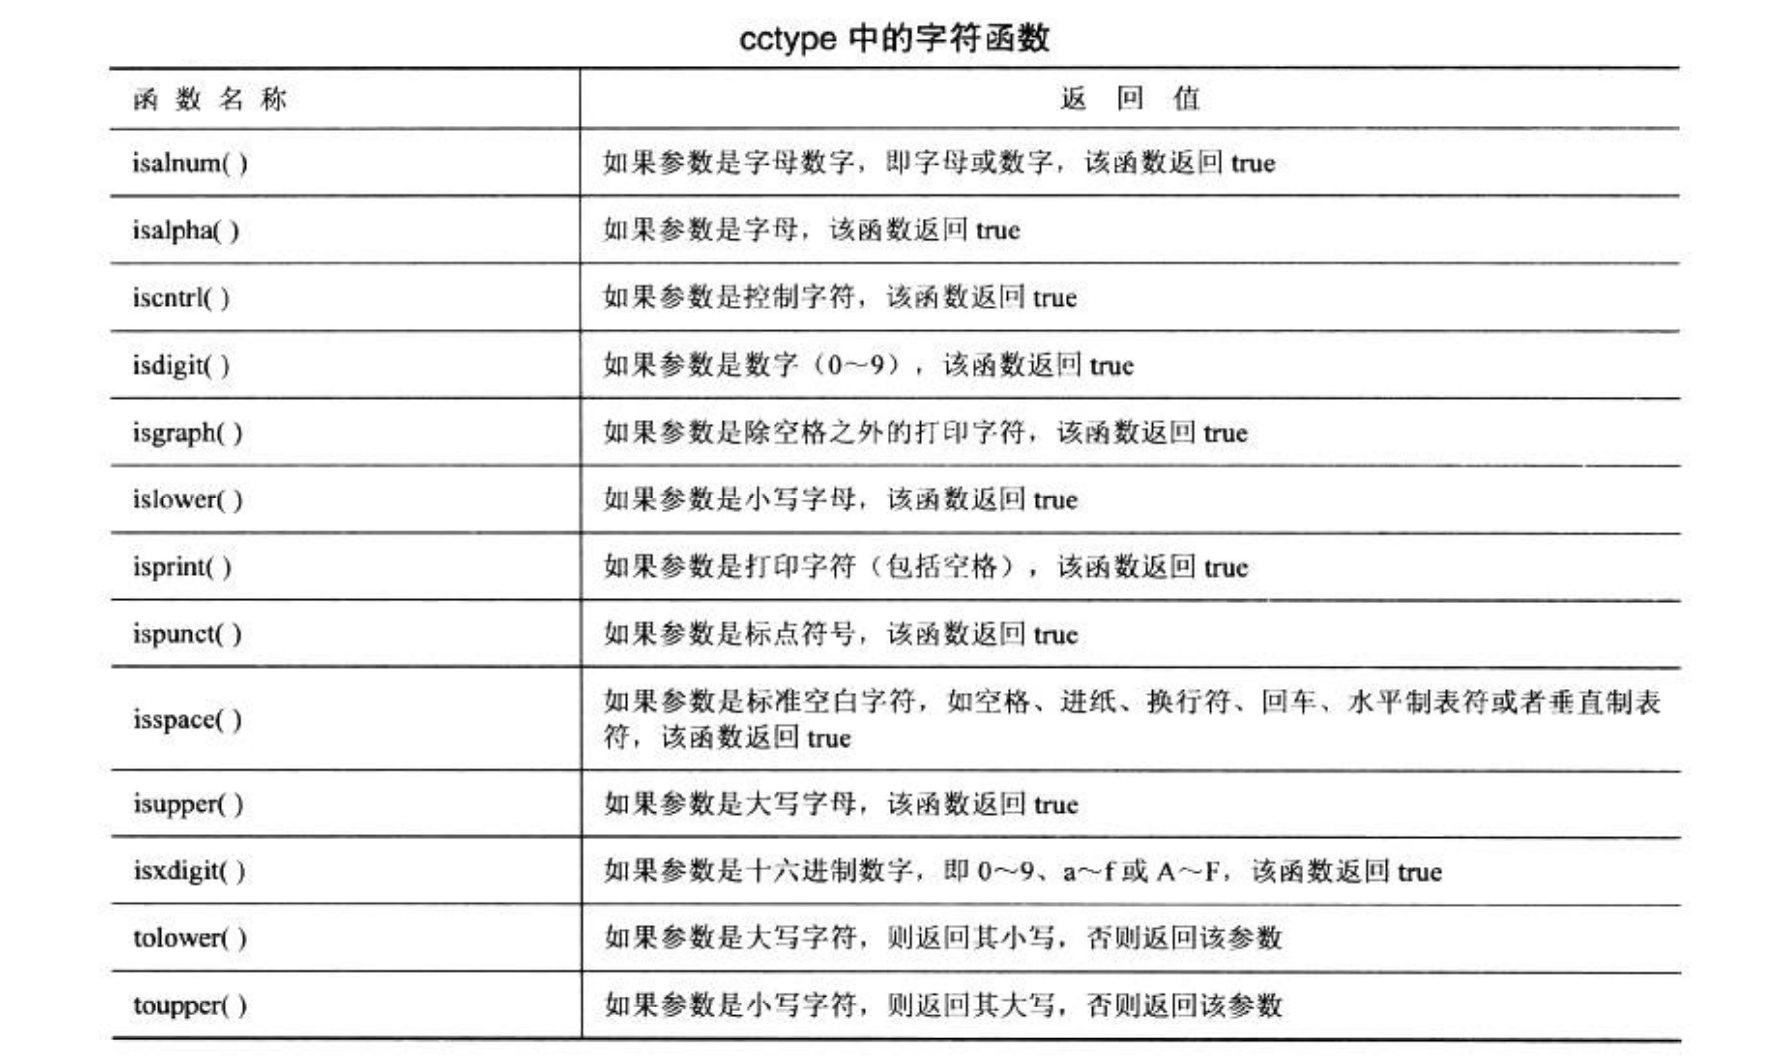 cctype 中的字符函数
函 数 名 称 返 回 值
isalnum( ) 如果参数是字母数字，即字母或数字，该函数返回 true
isalpha( ) 如果参数是字母，该函数返回 true
iscntrl( ) 如果参数是控制字符，该函数返回 true
isdigit( ) 如果参数是数字（0～9），该函数返回 true
isgraph( ) 如果参数是除空格之外的打印字符，该函数返回 true
islower( ) 如果参数是小写字母，该函数返回 true
isprint( ) 如果参数是打印字符（包括空格），该函数返回 true
ispunct( ) 如果参数是标点符号，该函数返回 true
isspace( ) 如果参数是标准空白字符，如空格、进纸、换行符、回车、水平制表符或者垂直制表
符，该函数返回 true
isupper( ) 如果参数是大写字母，该函数返回 true
isxdigit( ) 如果参数是十六进制数字，即 0～9、a～f 或 A～F，该函数返回 true
tolower( ) 如果参数是大写字符，则返回其小写，否则返回该参数
toupper( ) 如果参数是小写字符，则返回其大写，否则返回该参数